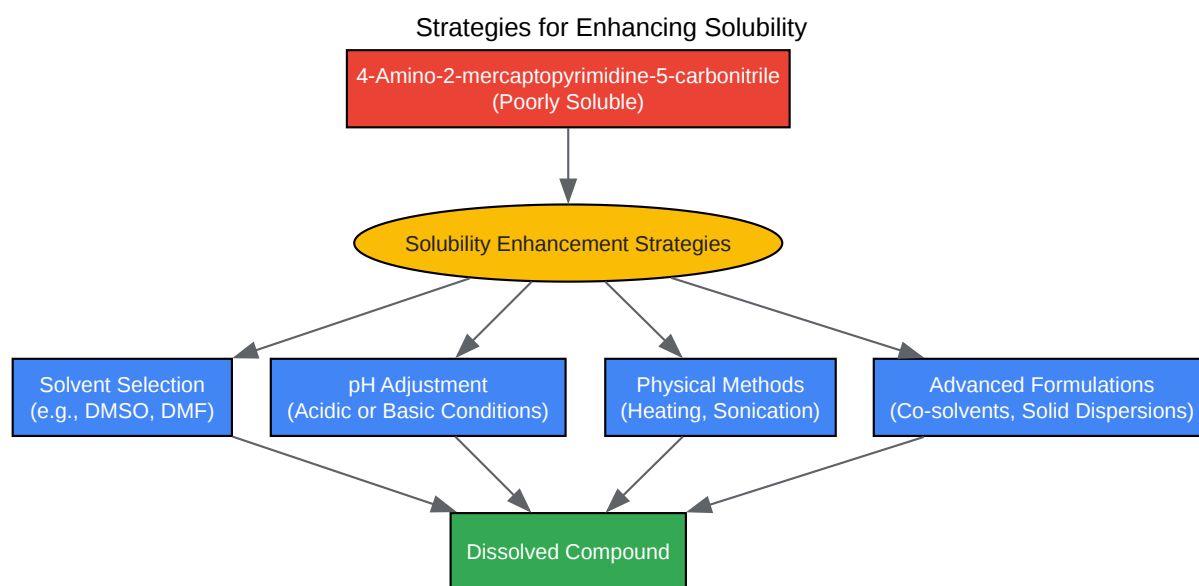 Strategies for Enhancing Solubility
4-Amino-2-mercaptopyrimidine-5-carbonitrile
(Poorly Soluble)
Solubility Enhancement Strategies
Solvent Selection
(e.g., DMSO, DMF)
pH Adjustment
(Acidic or Basic Conditions)
Physical Methods
(Heating, Sonication)
Advanced Formulations
(Co-solvents, Solid Dispersions)
Dissolved Compound